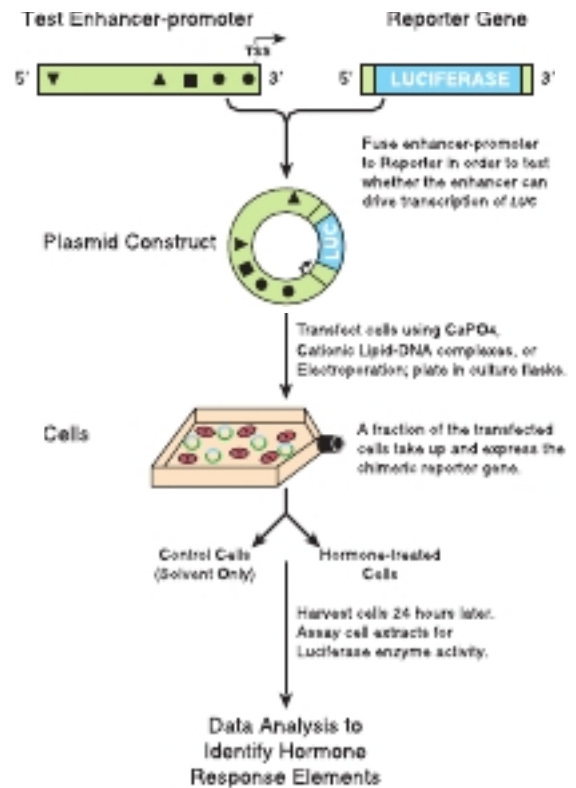 Test Enhancer-promoter
Reporter Gene
TSS
5' 3' 5' LUCIFERASE 3'
Fuse enhancer-promoter
to Reporter in order to test
whether the enhancer can
drive transcription of LUC
Plasmid Construct
LUC
Transfect cells using CaPO4,
Cationic Lipid-DNA complexes, or
Electroporation; plate in culture flasks.
Cells
A fraction of the transfected
cells take up and express the
chimeric reporter gene.
Control Cells
(Solvent Only)
Hormone-treated
Cells
Harvest cells 24 hours later.
Assay cell extracts for
Luciferase enzyme activity.
Data Analysis to
Identify Hormone
Response Elements